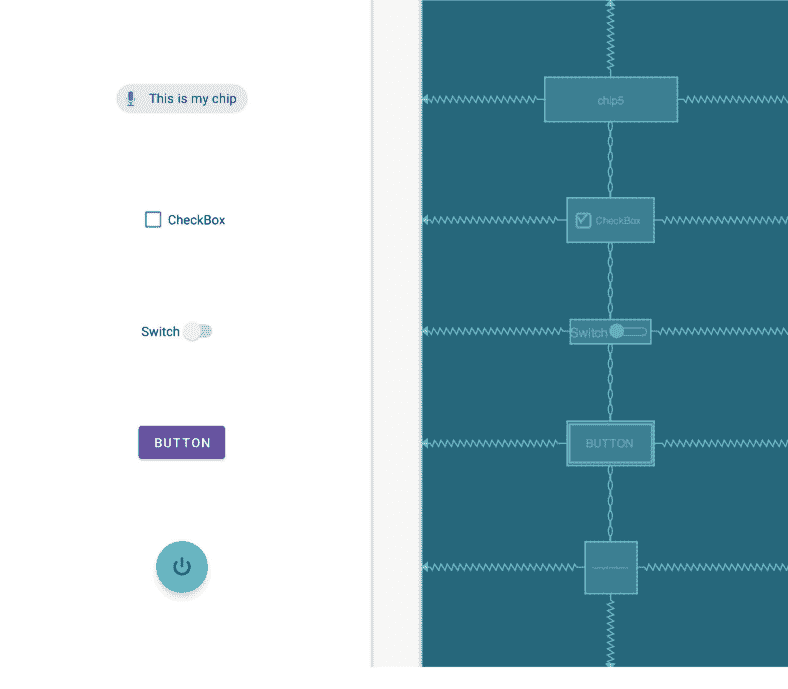 This is my chip
CheckBox
Switch
BUTTON
chip5
CheckBox
Switch
BUTTON